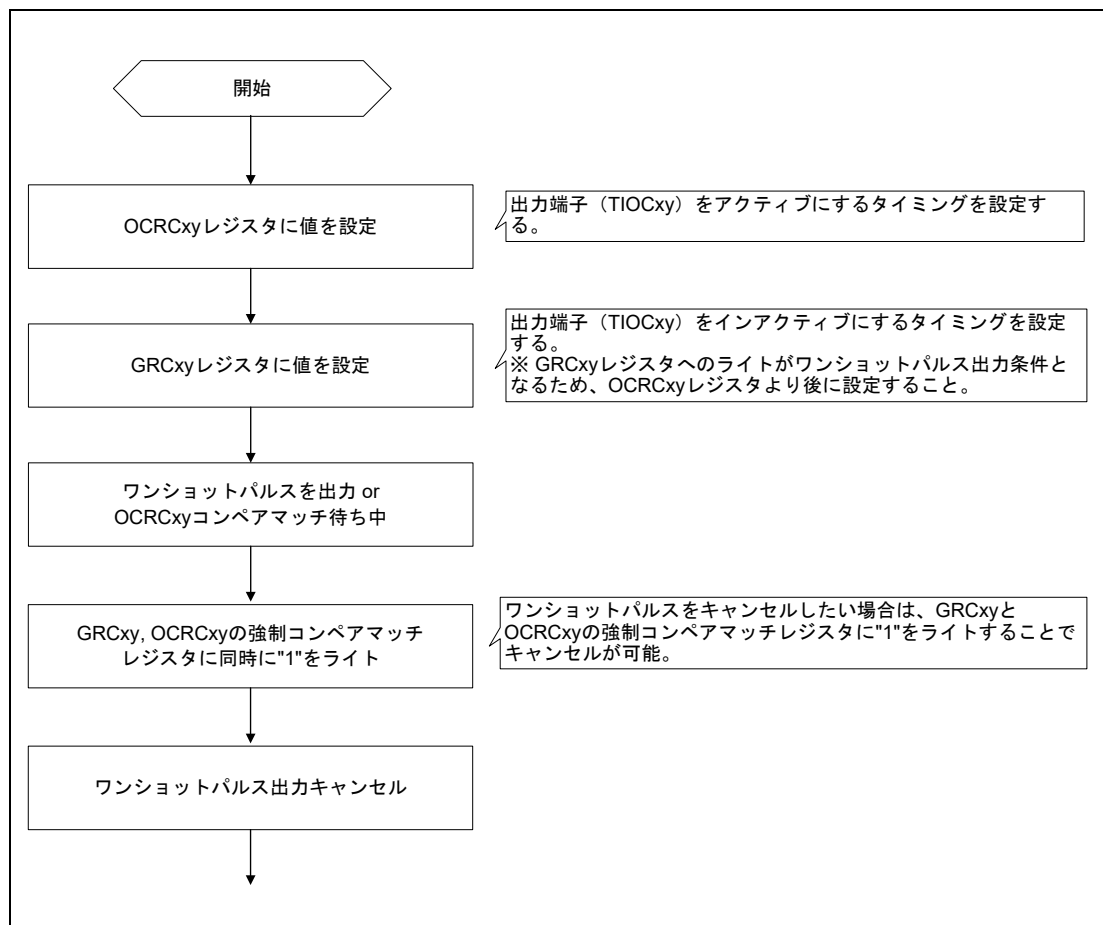 開始
OCRCxyレジスタに値を設定
出力端子（TIOCxy）をアクティブにするタイミングを設定す
る。
GRCxyレジスタに値を設定
出力端子（TIOCxy）をインアクティブにするタイミングを設定
する。
※ GRCxyレジスタへのライトがワンショットパルス出力条件と
なるため、OCRCxyレジスタより後に設定すること。
ワンショットパルスを出力 or
OCRCxyコンペアマッチ待ち中
GRCxy, OCRCxyの強制コンペアマッチ
レジスタに同時に"1"をライト
ワンショットパルスをキャンセルしたい場合は、GRCxyと
OCRCxyの強制コンペアマッチレジスタに"1"をライトすることで
キャンセルが可能。
ワンショットパルス出力キャンセル